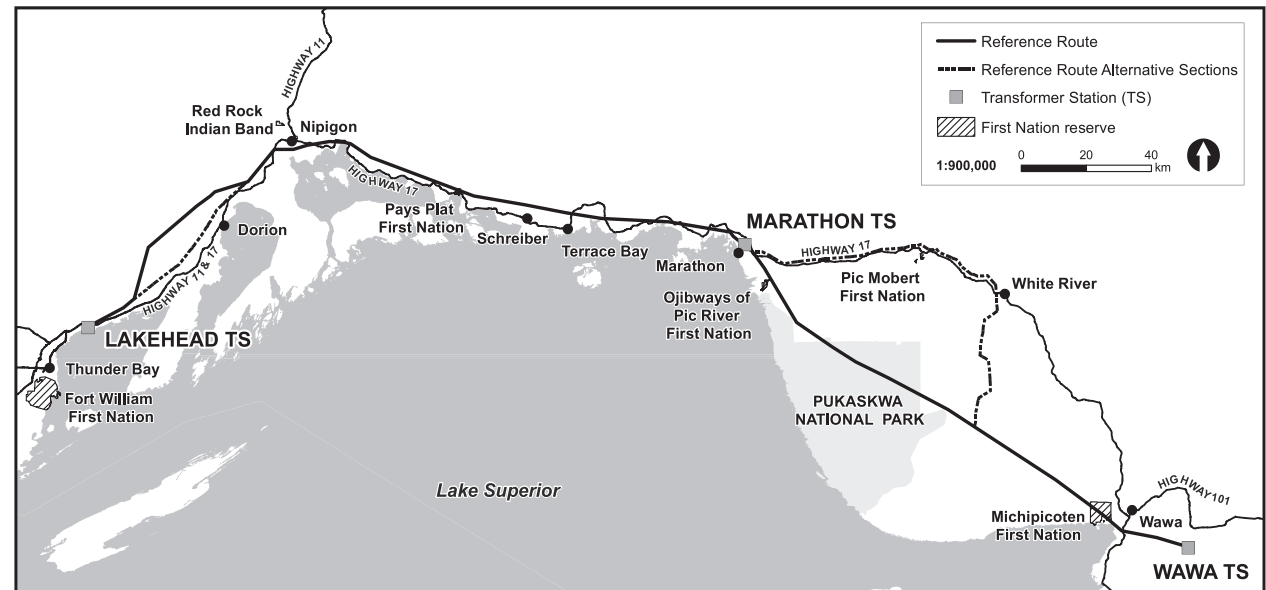 HIGHWAY 11
Red Rock
Indian Band
Nipigon
HIGHWAY 17
Pays Plat
First Nation
Schreiber
Terrace Bay
Dorion
HIGHWAY 11 & 17
LAKEHEAD TS
Thunder Bay
Fort William
First Nation
MARATHON TS
Marathon
HIGHWAY 17
Ojibways of
Pic River
First Nation
Pic Mobert
First Nation
White River
PUKASKWA
NATIONAL PARK
Lake Superior
Michipicoten
First Nation
HIGHWAY 101
Wawa
WAWA TS
Reference Route
Reference Route Alternative Sections
Transformer Station (TS)
First Nation reserve
1:900,000
0 20 40
km